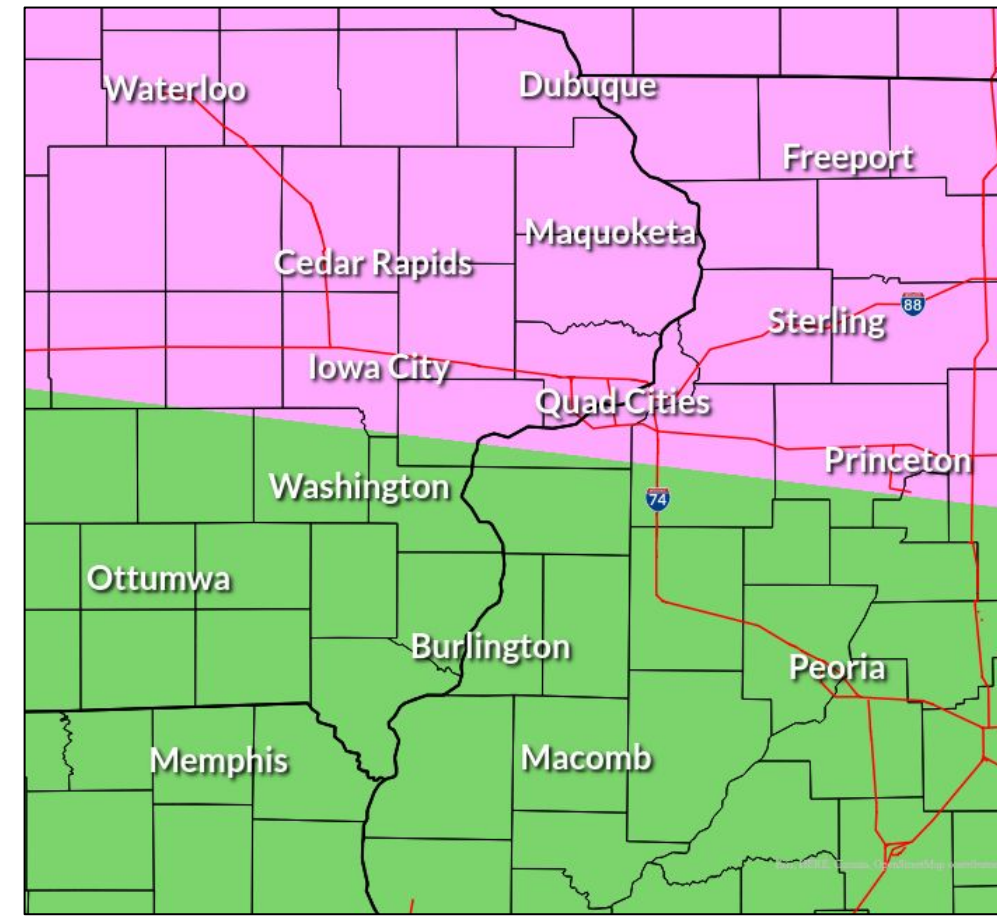 Waterloo
Dubuque
Freeport
Maquoketa
Cedar Rapids
88
Sterling
Iowa City
Quad Cities
Princeton
Washington
74
Ottumwa
Burlington
Peoria
Memphis
Macomb